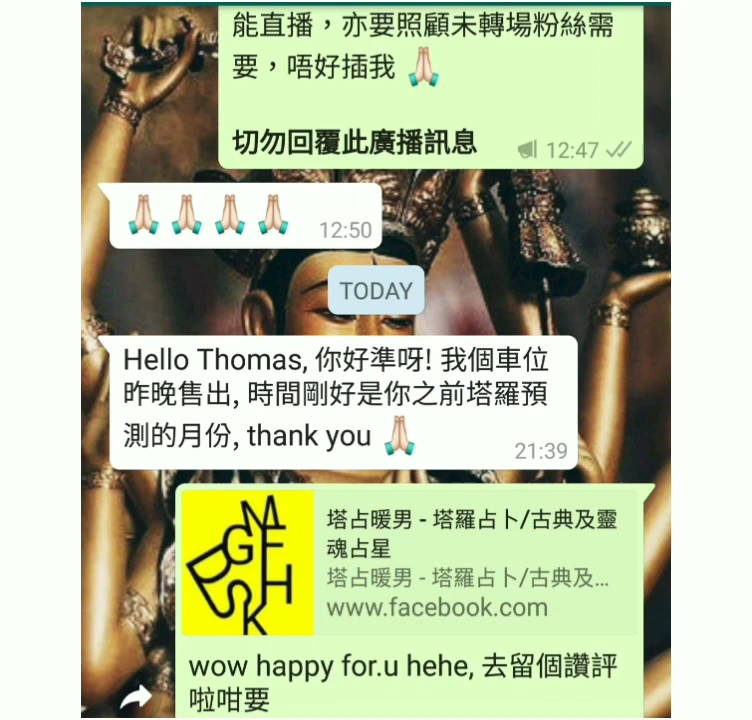 能直播，亦要照顧未轉場粉絲需
要，唔好插我 🙏
切勿回覆此廣播訊息
12:47
🙏 🙏 🙏 🙏
12:50
TODAY
Hello Thomas, 你好準呀! 我個車位
昨晚售出, 時間剛好是你之前塔羅預
測的月份, thank you 🙏
21:39
塔占暖男 - 塔羅占卜/古典及靈
魂占星
塔占暖男 - 塔羅占卜/古典及...
www.facebook.com
wow happy for.u hehe, 去留個讚評
啦咁要